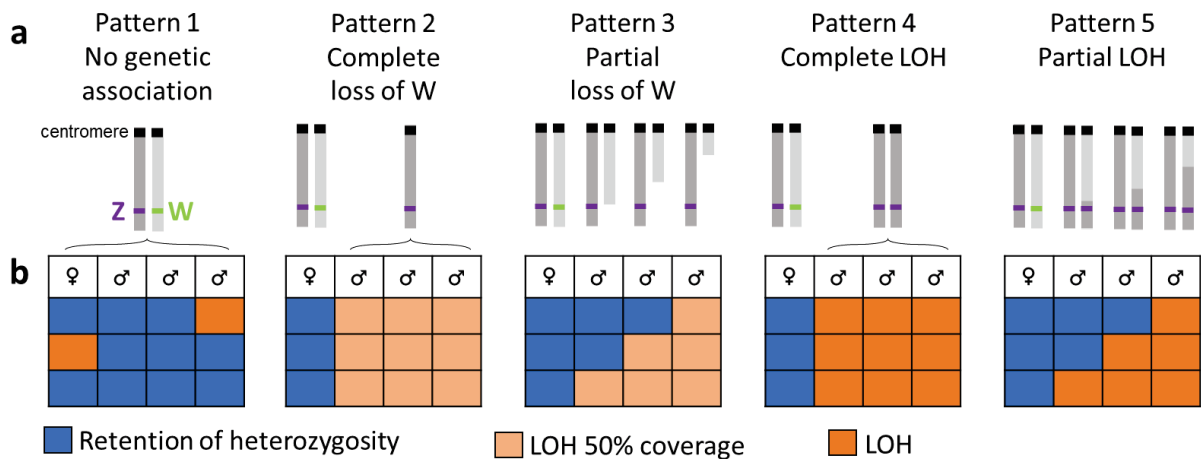 a
Pattern 1
No genetic
association
Pattern 2
Complete
loss of W
Pattern 3
Partial
loss of W
Pattern 4
Complete LOH
Pattern 5
Partial LOH
centromere
Z W
b
♀ ♂ ♂ ♂
♀ ♂ ♂ ♂
♀ ♂ ♂ ♂
♀ ♂ ♂ ♂
♀ ♂ ♂ ♂
Retention of heterozygosity
LOH 50% coverage
LOH